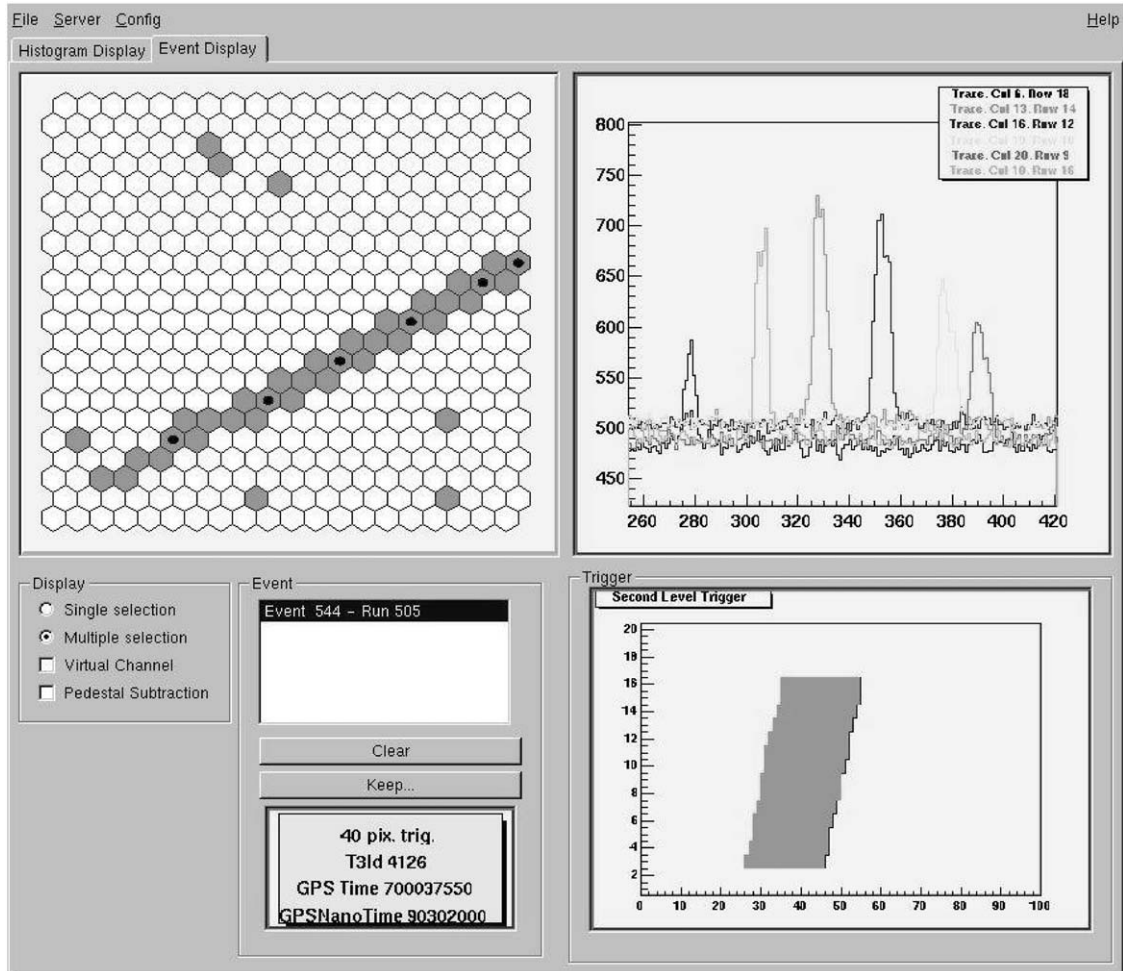 File Server Config Help
Histogram Display Event Display
Trace. Col 6. Row 18
Trace. Col 13. Row 14
Trace. Col 16. Row 12
Trace. Col 20. Row 9
Trace. Col 10. Row 16
800
750
700
650
600
550
500
450
260 280 300 320 340 360 380 400 420
Display
Single selection
Multiple selection
Virtual Channel
Pedestal Subtraction
Event
Event 544 – Run 505
Clear
Keep...
40 pix. trig.
T3Id 4126
GPS Time 700037550
GPSNanoTime 90302000
Trigger
Second Level Trigger
20
18
16
14
12
10
8
6
4
2
0 10 20 30 40 50 60 70 80 90 100